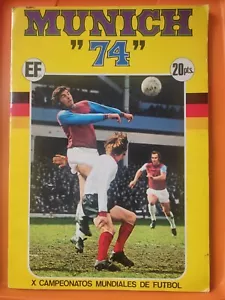 MUNICH
"74"
EF
20pts.
X CAMPEONATOS MUNDIALES DE FUTBOL